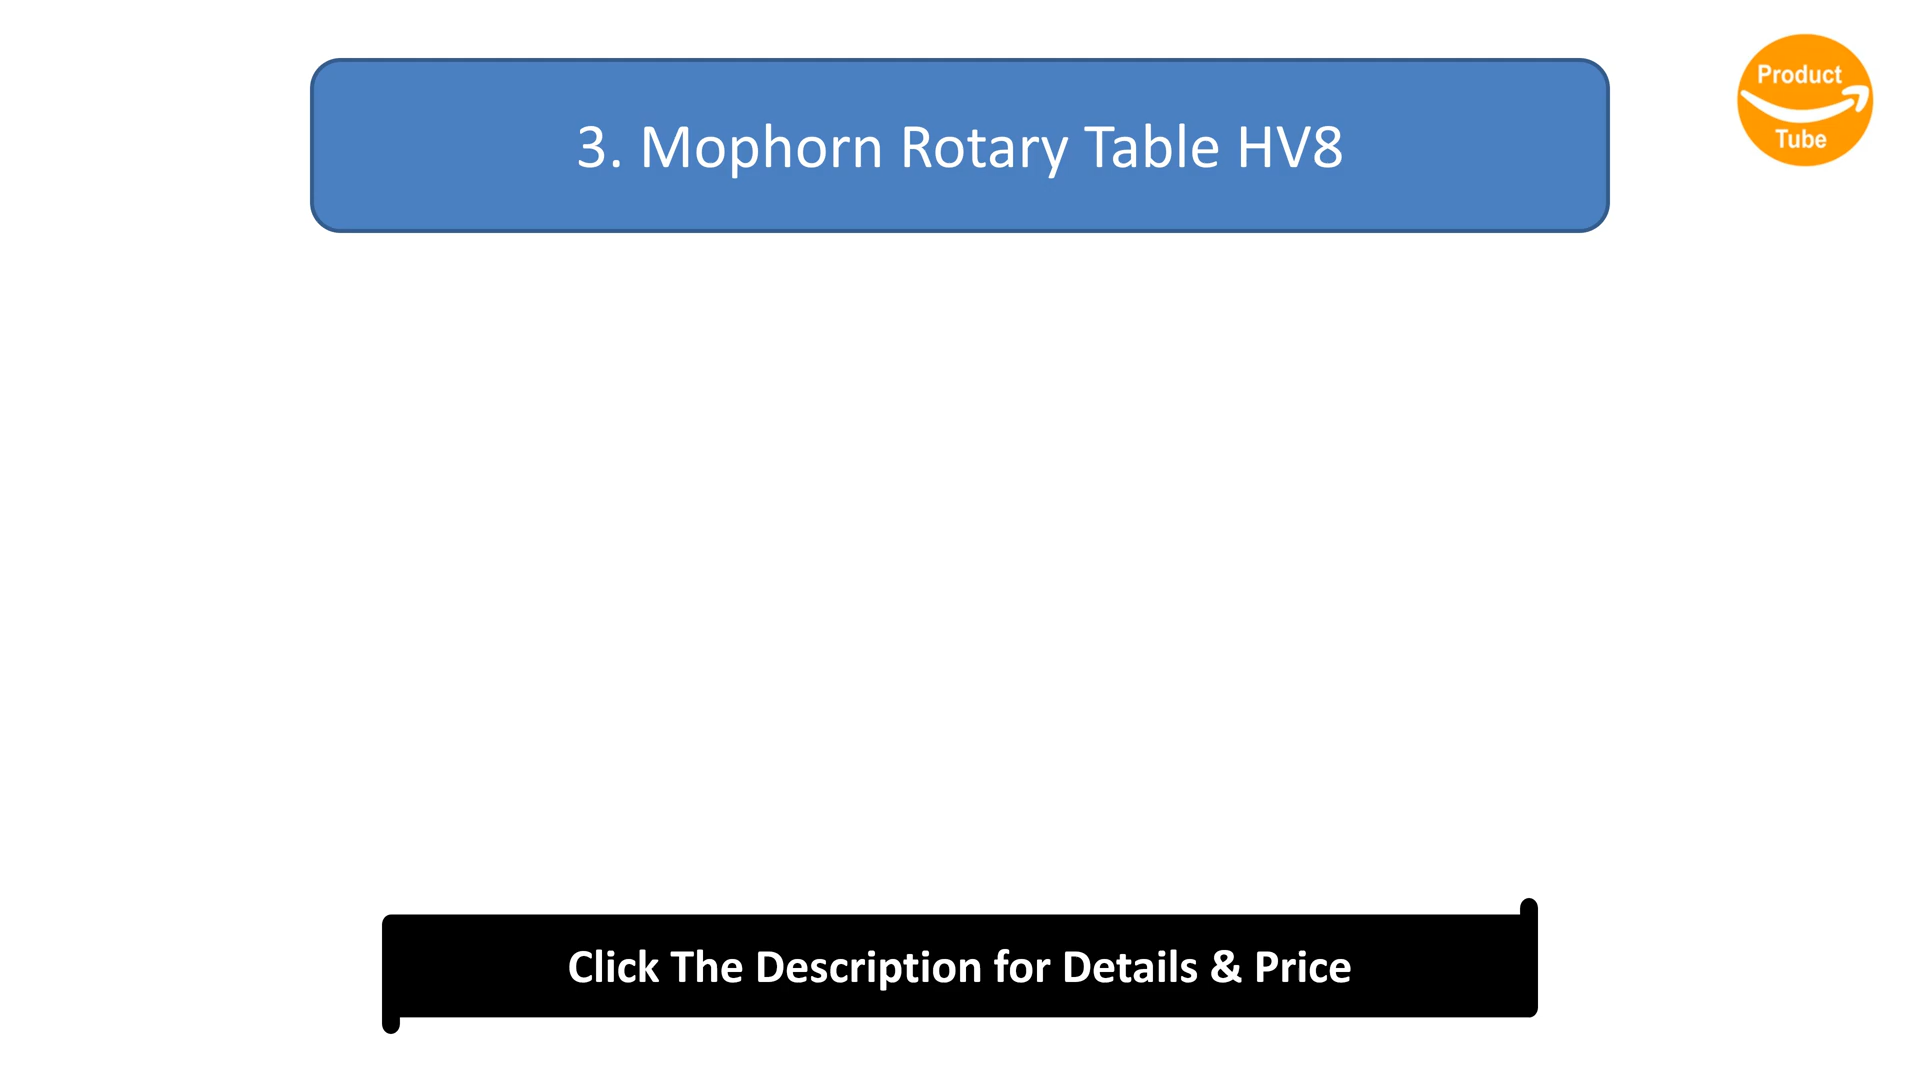 3. Mophorn Rotary Table HV8
Product
Tube
Click The Description for Details & Price